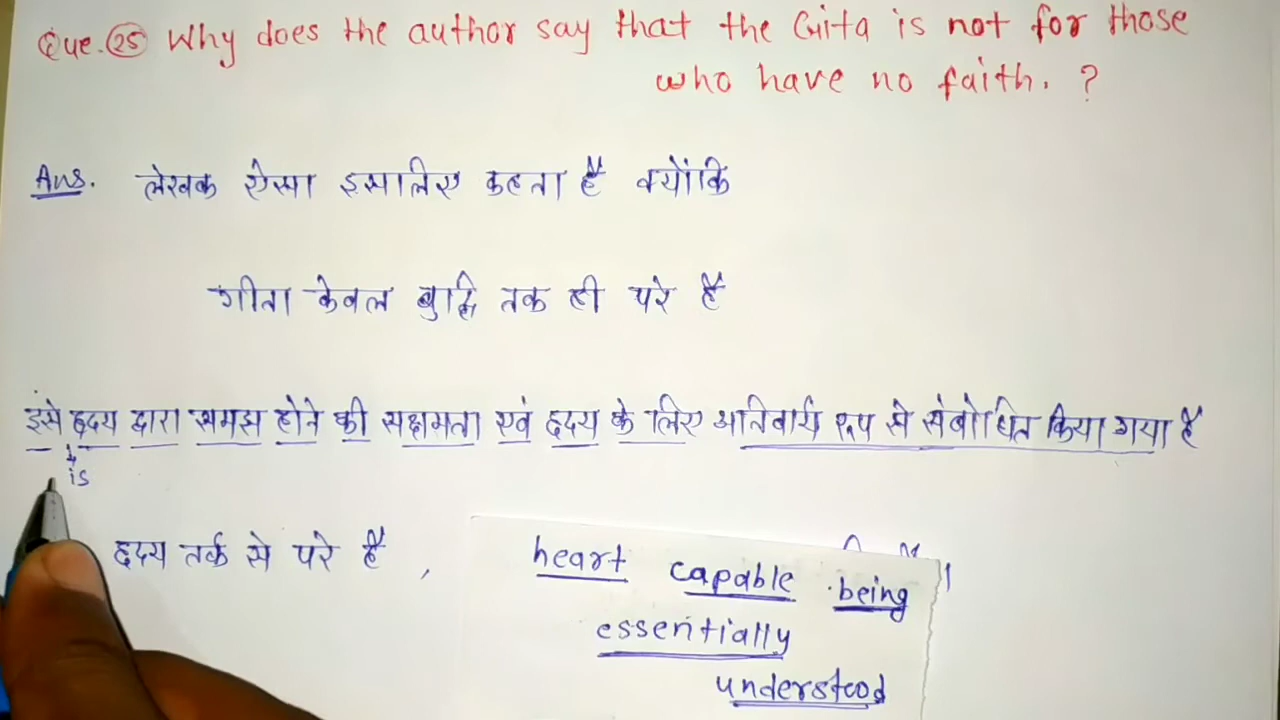 Que. 25 Why does the author say that the Gita is not for those
who have no faith. ?
Ans. लेखक ऐसा इसलिए कहता है क्योंकि
गीता केवल बुद्धि तक ही परे है
इसे हृदय द्वारा समझ होने की सक्षमता एवं हृदय के लिए अनिवार्य रूप से संबोधित किया गया है
is
हृदय तर्क से परे है ,
heart capable being
essentially
understood